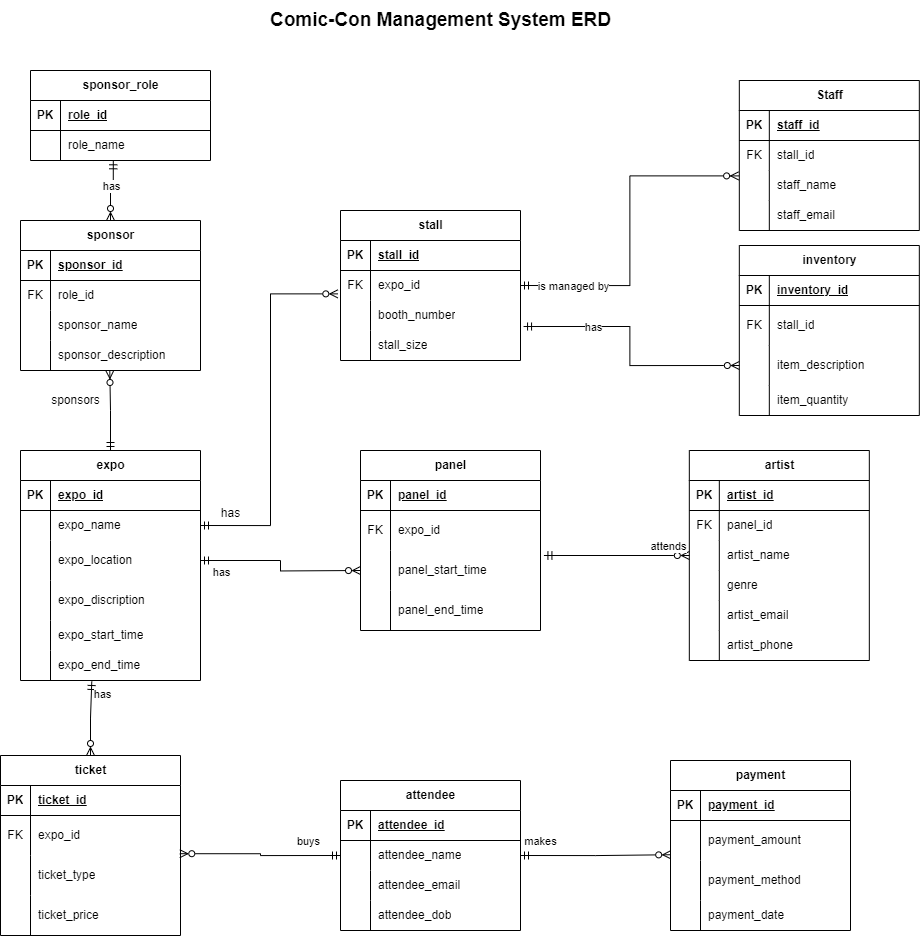 Comic-Con Management System ERD
sponsor_role
PK role_id
role_name
has
sponsor
PK sponsor_id
FK role_id
sponsor_name
sponsor_description
sponsors
expo
PK expo_id
expo_name
expo_location
expo_discription
expo_start_time
expo_end_time
has
has
has
stall
PK stall_id
FK expo_id
booth_number
stall_size
is managed by
has
Staff
PK staff_id
FK stall_id
staff_name
staff_email
inventory
PK inventory_id
FK stall_id
item_description
item_quantity
panel
PK panel_id
FK expo_id
panel_start_time
panel_end_time
attends
artist
PK artist_id
FK panel_id
artist_name
genre
artist_email
artist_phone
ticket
PK ticket_id
FK expo_id
ticket_type
ticket_price
buys
attendee
PK attendee_id
attendee_name
attendee_email
attendee_dob
makes
payment
PK payment_id
payment_amount
payment_method
payment_date